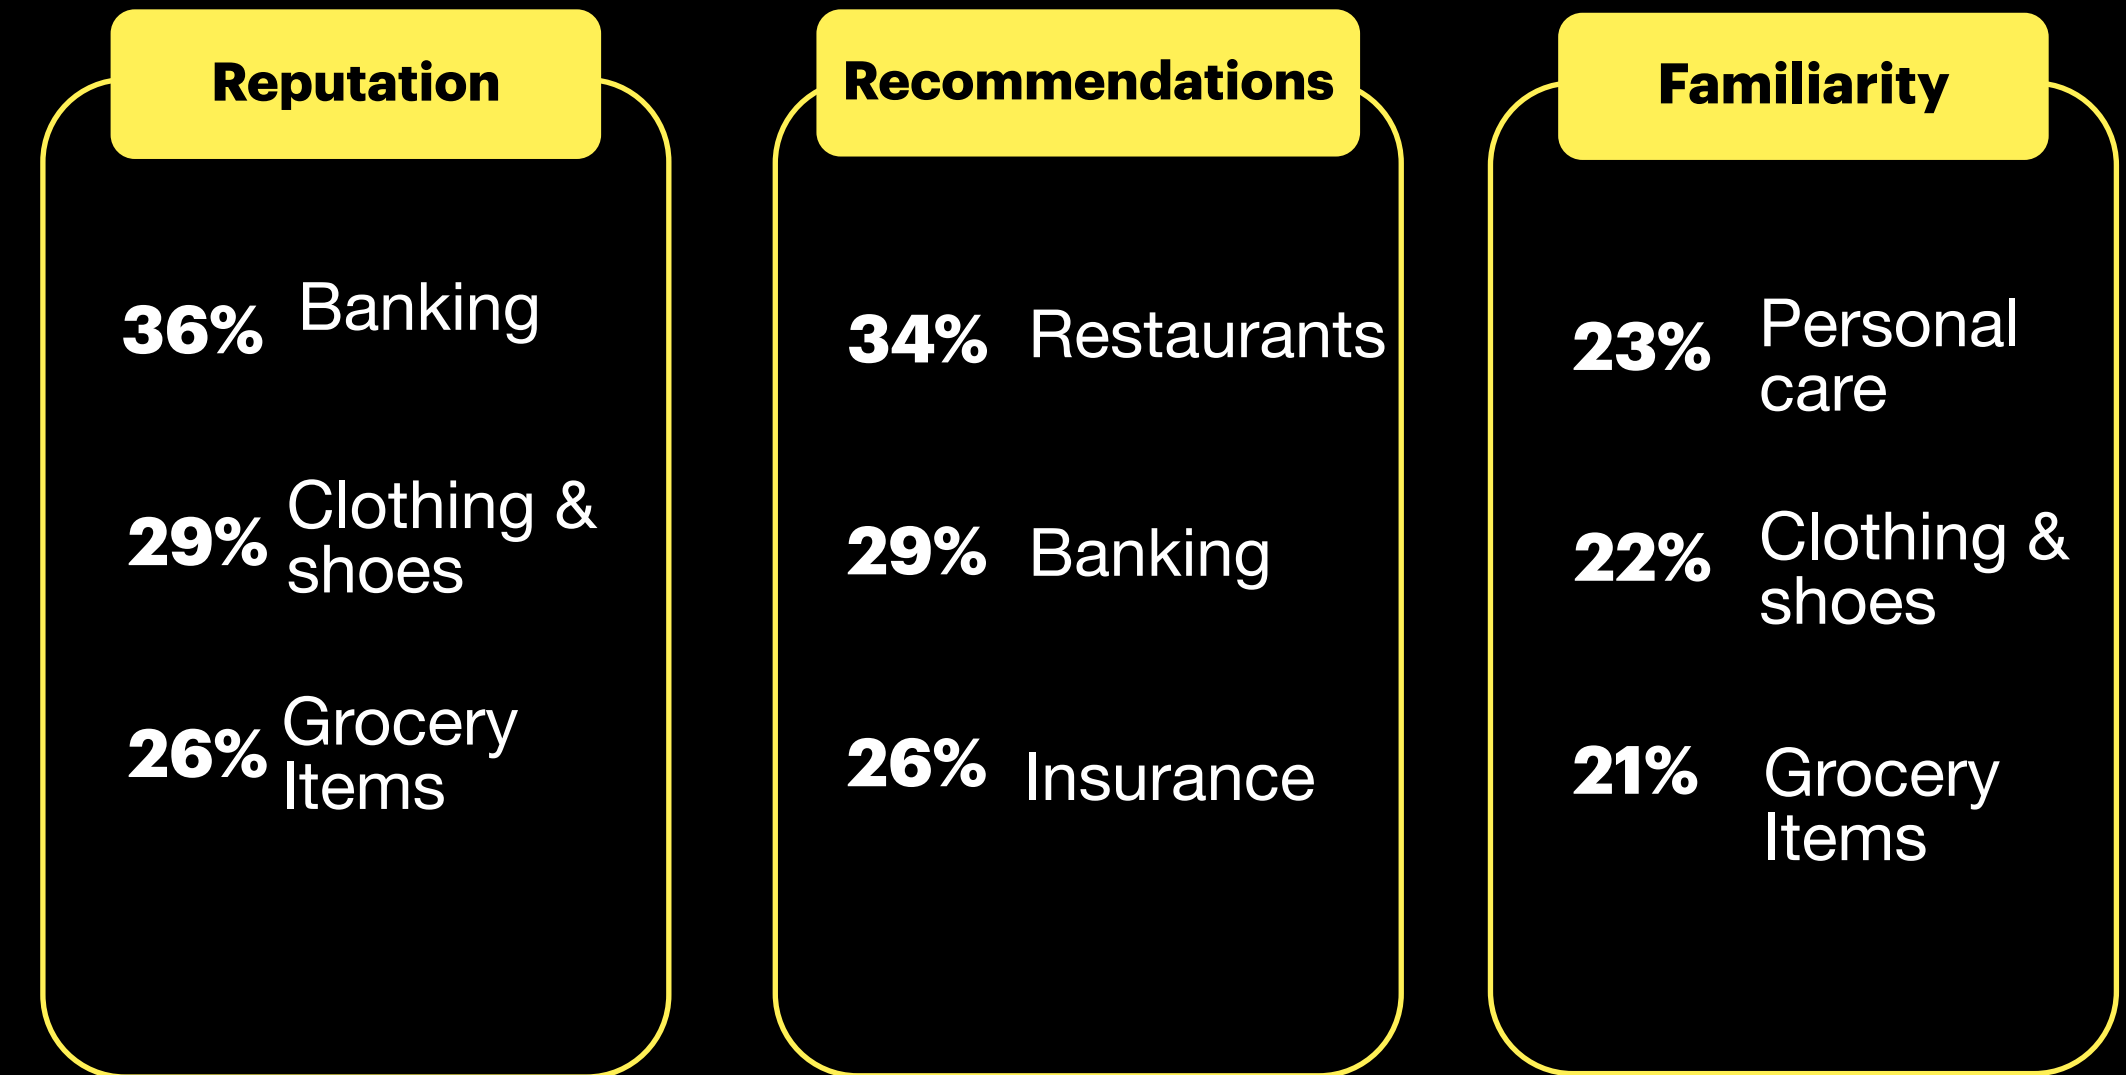 Reputation
36% Banking
29% Clothing &
shoes
26% Grocery
Items
Recommendations
34% Restaurants
29% Banking
26% Insurance
Familiarity
23% Personal
care
22% Clothing &
shoes
21% Grocery
Items